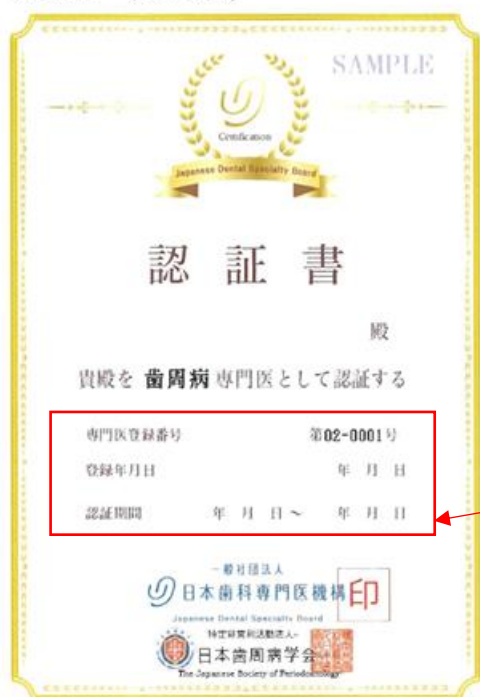 SAMPLE
Certification
Japanese Dental Specialty Board
認 証 書
殿
貴殿を 歯周病 専門医として認証する
専門医登録番号 第02-0001号
登録年月日 年 月 日
認証期間 年 月 日 ~ 年 月 日
一般社団法人
日本歯科専門医機構 印
Japanese Dental Specialty Board
特定非営利活動法人
日本歯周病学会
The Japanese Society of Periodontology